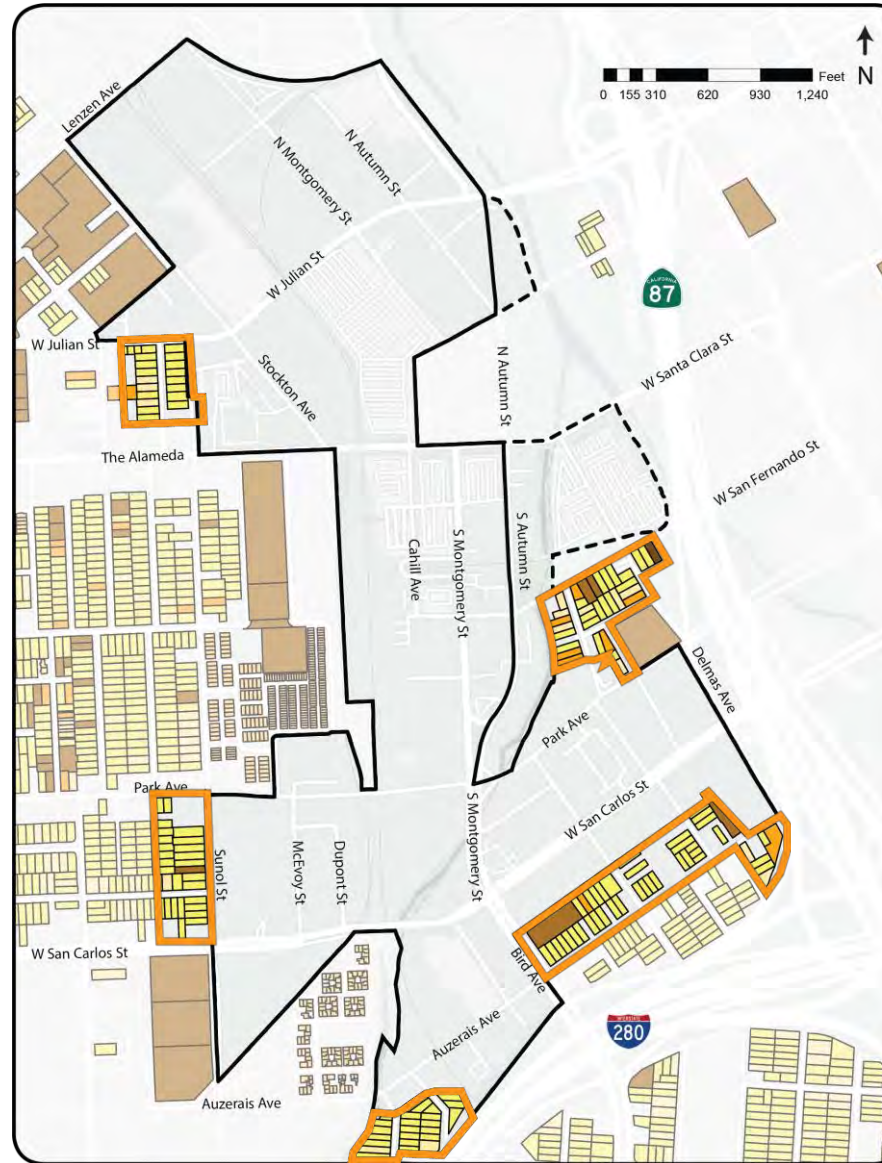 N
Feet
0 155 310 620 930 1,240
Lenzen Ave
N Montgomery St
N Autumn St
W Julian St
CALIFORNIA
87
W Julian St
Stockton Ave
N Autumn St
W Santa Clara St
The Alameda
W San Fernando St
Cahill Ave
S Montgomery St
S Autumn St
Delmas Ave
Park Ave
Park Ave
W San Carlos St
S Montgomery St
McEvoy St
Dupont St
Sunol St
W San Carlos St
Bird Ave
INTERSTATE
280
Auzerais Ave
Auzerais Ave